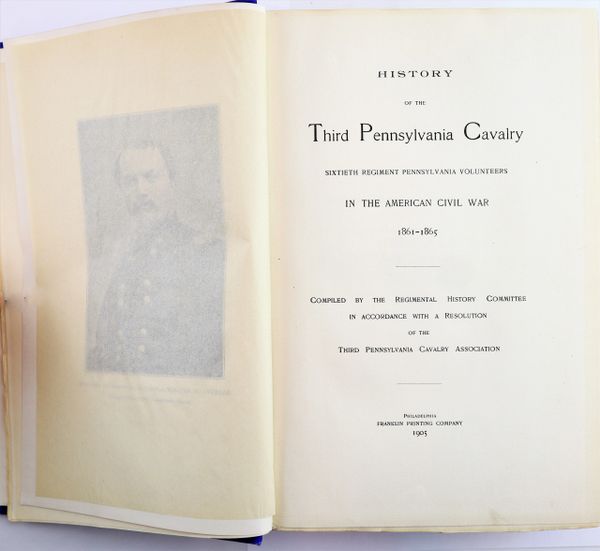 HISTORY
OF THE
Third Pennsylvania Cavalry
SIXTIETH REGIMENT PENNSYLVANIA VOLUNTEERS
IN THE AMERICAN CIVIL WAR
1861-1865
COMPILED BY THE REGIMENTAL HISTORY COMMITTEE
IN ACCORDANCE WITH A RESOLUTION
OF THE
THIRD PENNSYLVANIA CAVALRY ASSOCIATION
PHILADELPHIA
FRANKLIN PRINTING COMPANY
1905